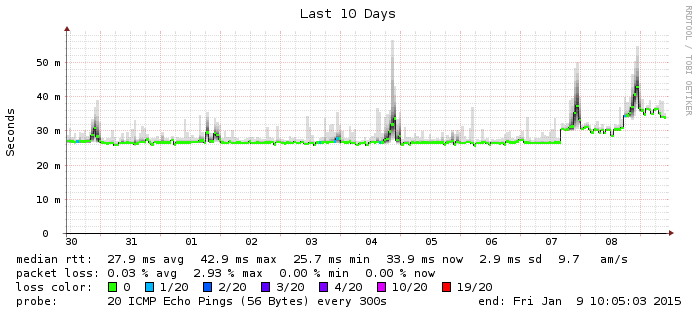 Last 10 Days
RRDTOOL / TOBI OETIKER
Seconds
50 m
40 m
30 m
20 m
10 m
0
30 31 01 02 03 04 05 06 07 08
median rtt: 27.9 ms avg 42.9 ms max 25.7 ms min 33.9 ms now 2.9 ms sd 9.7 am/s
packet loss: 0.03 % avg 2.93 % max 0.00 % min 0.00 % now
loss color: 0 1/20 2/20 3/20 4/20 10/20 19/20
probe: 20 ICMP Echo Pings (56 Bytes) every 300s end: Fri Jan 9 10:05:03 2015